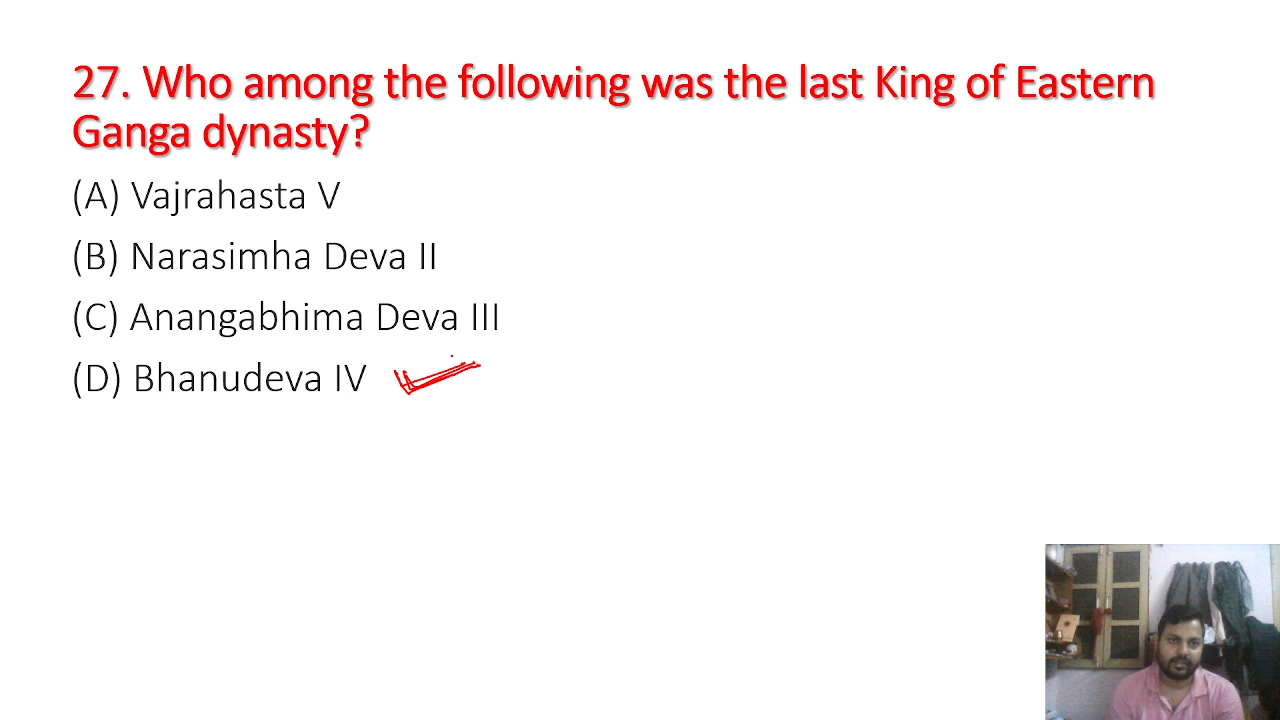 27. Who among the following was the last King of Eastern
Ganga dynasty?
(A) Vajrahasta V
(B) Narasimha Deva II
(C) Anangabhima Deva III
(D) Bhanudeva IV